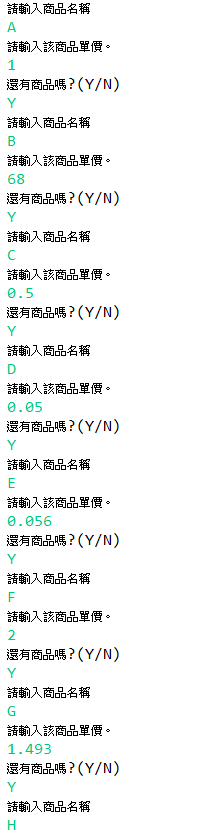 請輸入商品名稱
A
請輸入該商品單價。
1
還有商品嗎?(Y/N)
Y
請輸入商品名稱
B
請輸入該商品單價。
68
還有商品嗎?(Y/N)
Y
請輸入商品名稱
C
請輸入該商品單價。
0.5
還有商品嗎?(Y/N)
Y
請輸入商品名稱
D
請輸入該商品單價。
0.05
還有商品嗎?(Y/N)
Y
請輸入商品名稱
E
請輸入該商品單價。
0.056
還有商品嗎?(Y/N)
Y
請輸入商品名稱
F
請輸入該商品單價。
2
還有商品嗎?(Y/N)
Y
請輸入商品名稱
G
請輸入該商品單價。
1.493
還有商品嗎?(Y/N)
Y
請輸入商品名稱
H